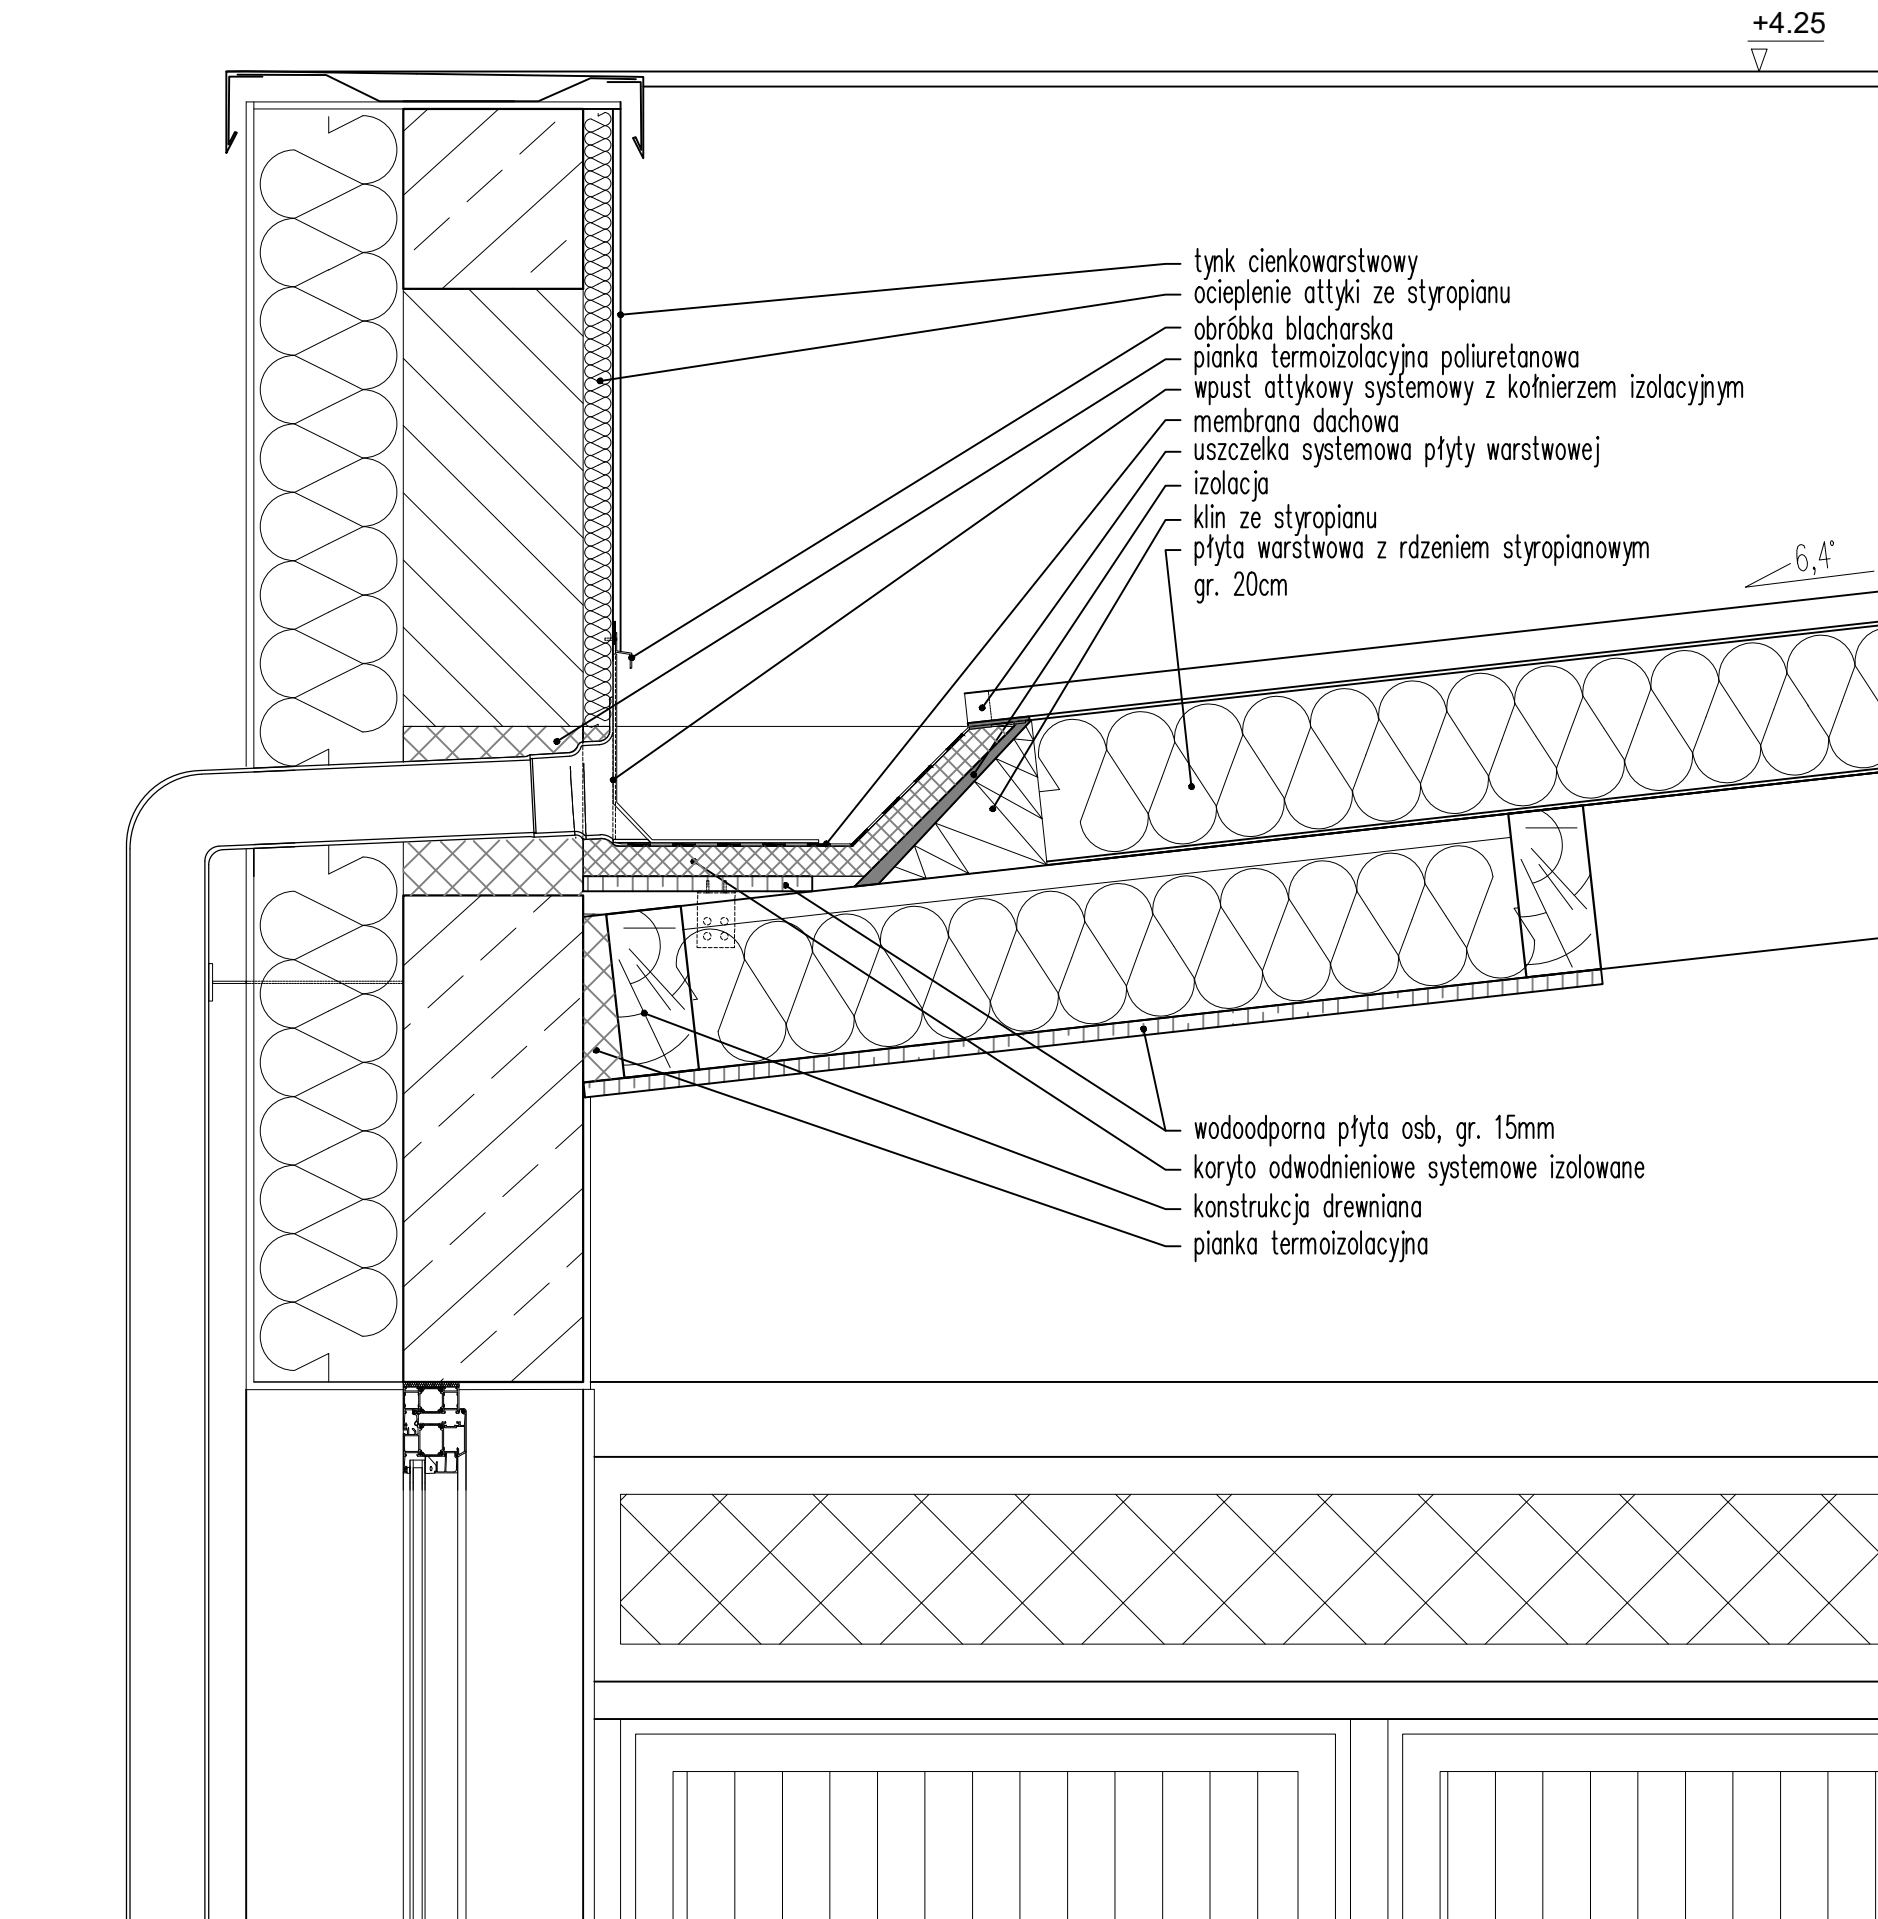 +4.25
tynk cienkowarstwowy
ocieplenie attyki ze styropianu
obróbka blacharska
pianka termoizolacyjna poliuretanowa
wpust attykowy systemowy z kołnierzem izolacyjnym
membrana dachowa
uszczelka systemowa płyty warstwowej
izolacja
klin ze styropianu
płyta warstwowa z rdzeniem styropianowym
gr. 20cm
6,4°
wodoodporna płyta osb, gr. 15mm
koryto odwodnieniowe systemowe izolowane
konstrukcja drewniana
pianka termoizolacyjna